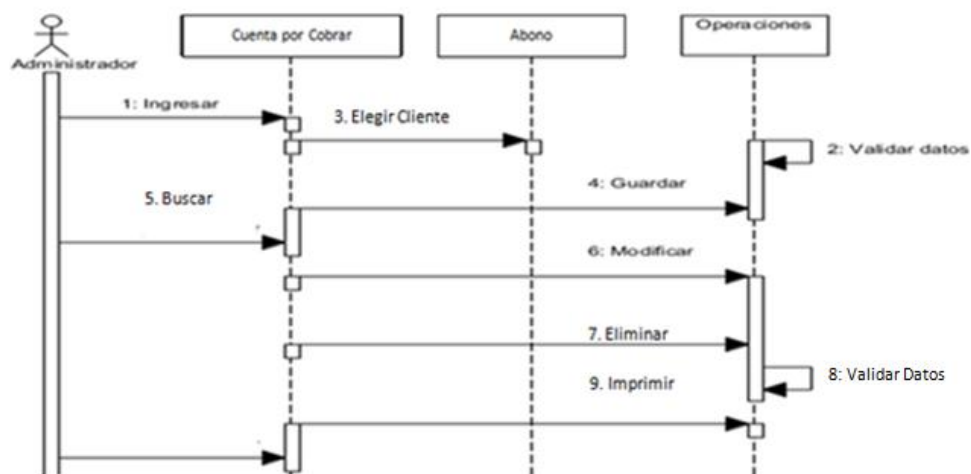 Cuenta por Cobrar
Abono
Operaciones
Administrador
1: Ingresar
3. Elegir Cliente
2: Validar datos
4: Guardar
5. Buscar
6: Modificar
7. Eliminar
8: Validar Datos
9. Imprimir